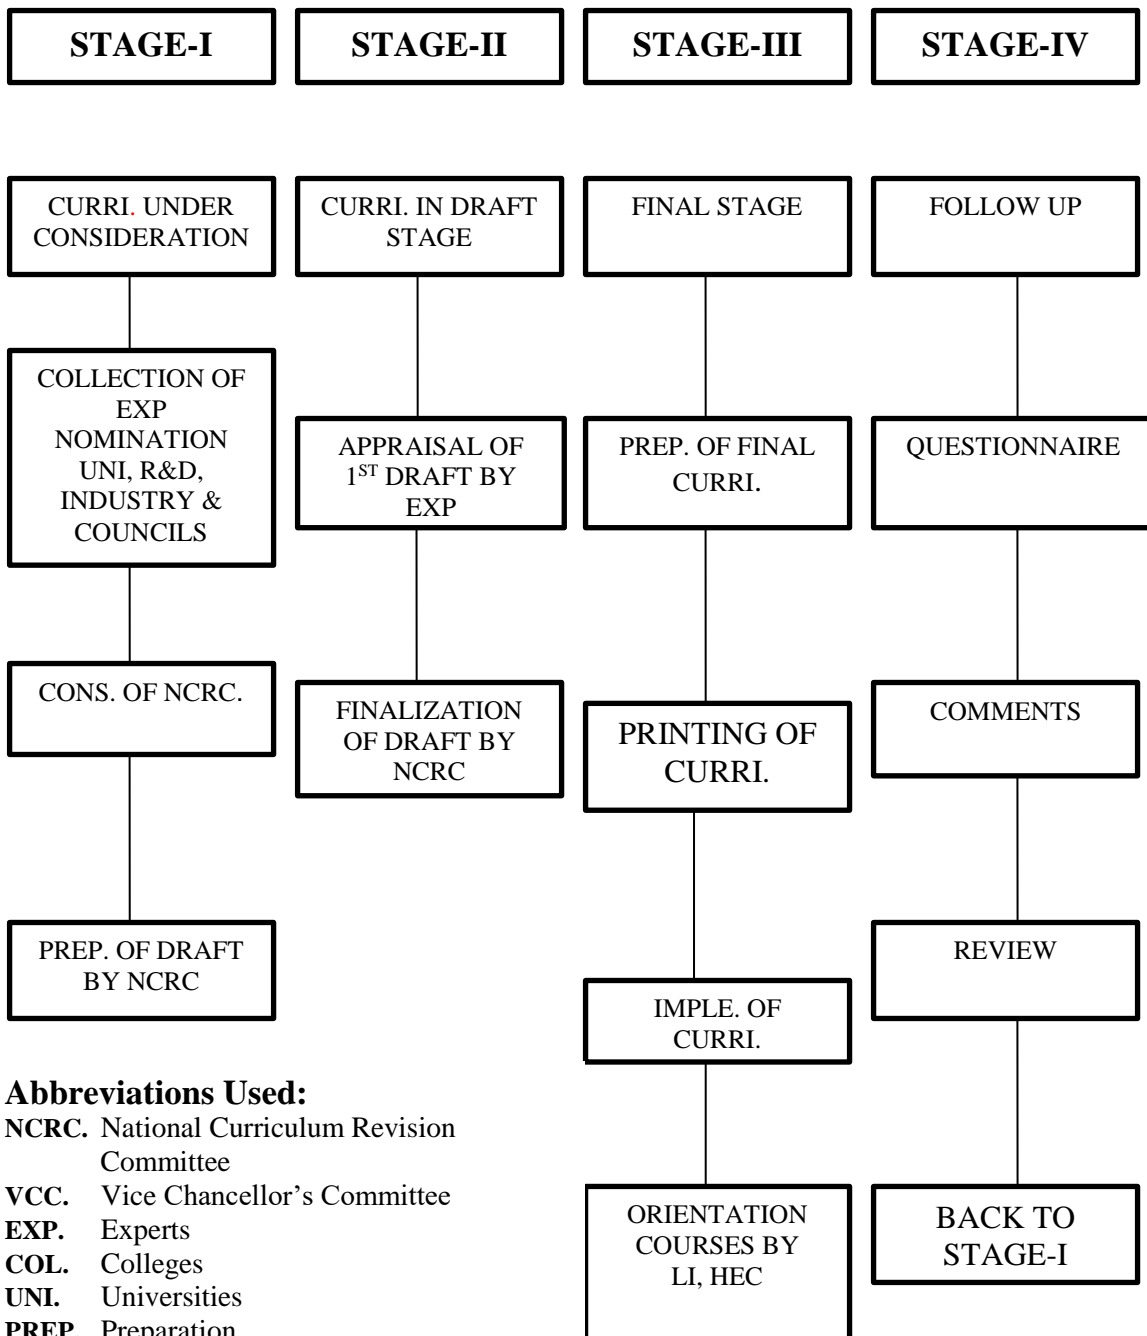 STAGE-I
STAGE-II
STAGE-III
STAGE-IV
CURRI. UNDER
CONSIDERATION
COLLECTION OF
EXP
NOMINATION
UNI, R&D,
INDUSTRY &
COUNCILS
CONS. OF NCRC.
PREP. OF DRAFT
BY NCRC
CURRI. IN DRAFT
STAGE
APPRAISAL OF
1ST DRAFT BY
EXP
FINALIZATION
OF DRAFT BY
NCRC
FINAL STAGE
PREP. OF FINAL
CURRI.
PRINTING OF
CURRI.
IMPLE. OF
CURRI.
ORIENTATION
COURSES BY
LI, HEC
FOLLOW UP
QUESTIONNAIRE
COMMENTS
REVIEW
BACK TO
STAGE-I
Abbreviations Used:
NCRC. National Curriculum Revision
Committee
VCC. Vice Chancellor’s Committee
EXP. Experts
COL. Colleges
UNI. Universities
PREP. Preparation